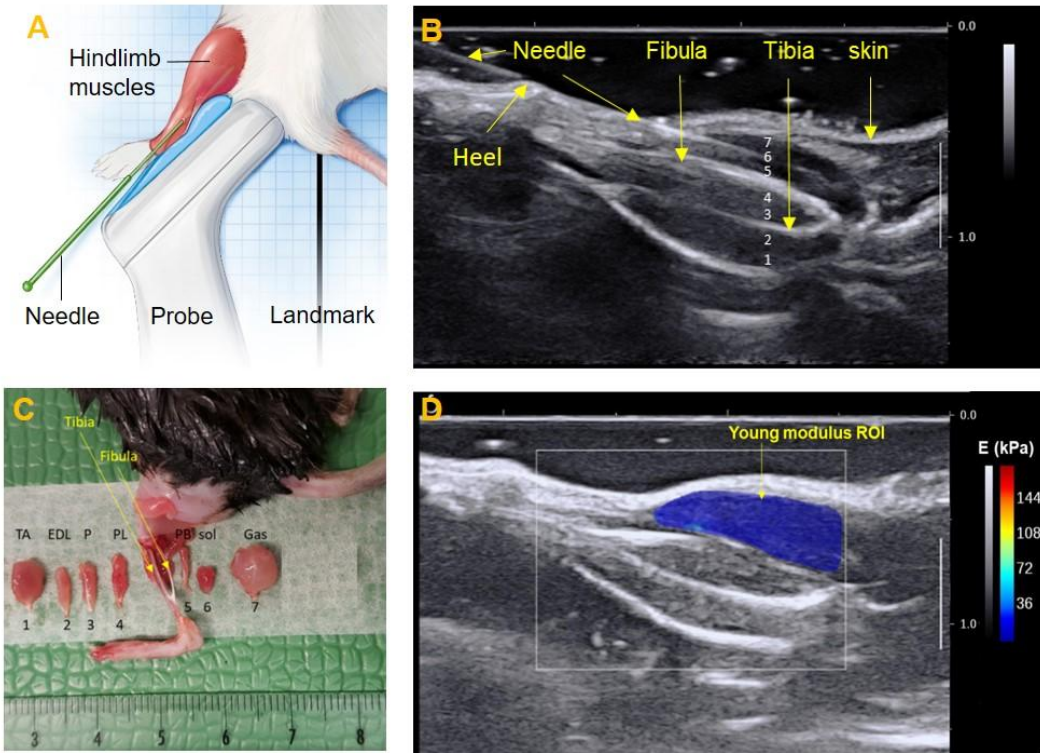 A
Hindlimb
muscles
Needle
Probe
Landmark
B
Needle
Fibula
Tibia
skin
Heel
7
6
5
4
3
2
1
0.0
1.0
C
Tibia
Fibula
TA
EDL
P
PL
PB
sol
Gas
1
2
3
4
5
6
7
3
4
5
6
7
8
D
Young modulus ROI
0.0
E (kPa)
144
108
72
36
1.0